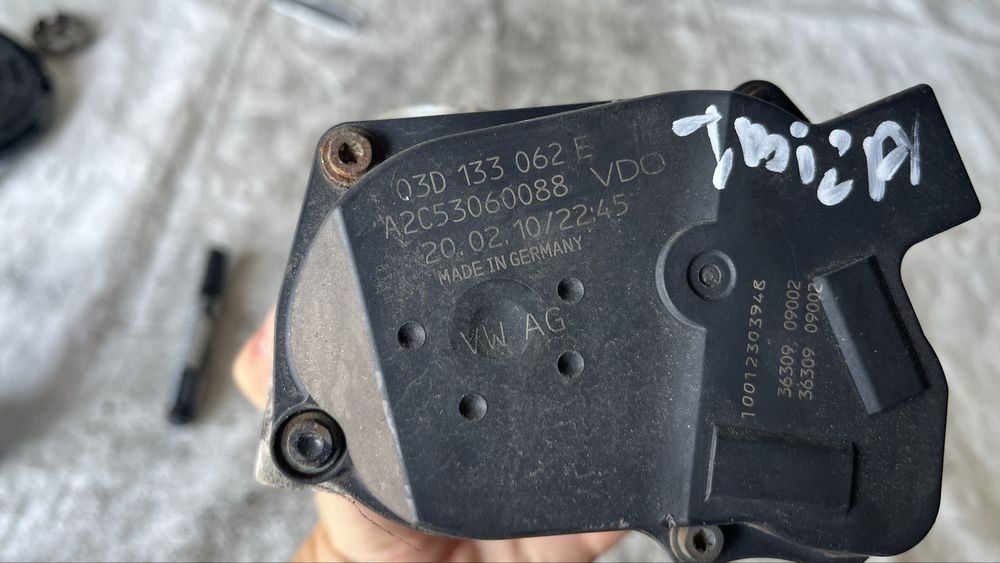 03D 133 062 E
A2C53060088 VDO
20.02.10/22:45
MADE IN GERMANY
VW AG
10012303948
36309 09002
36309 09002